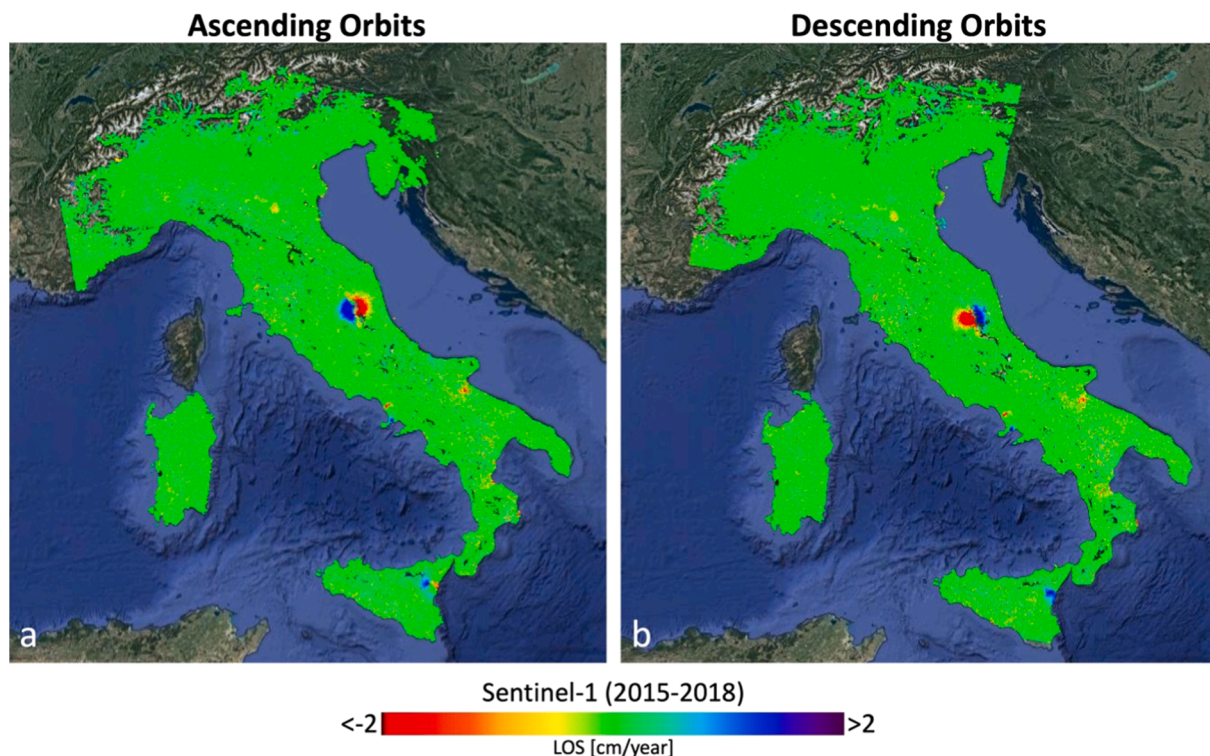 Ascending Orbits
Descending Orbits
a
b
Sentinel-1 (2015-2018)
<-2
>2
LOS [cm/year]